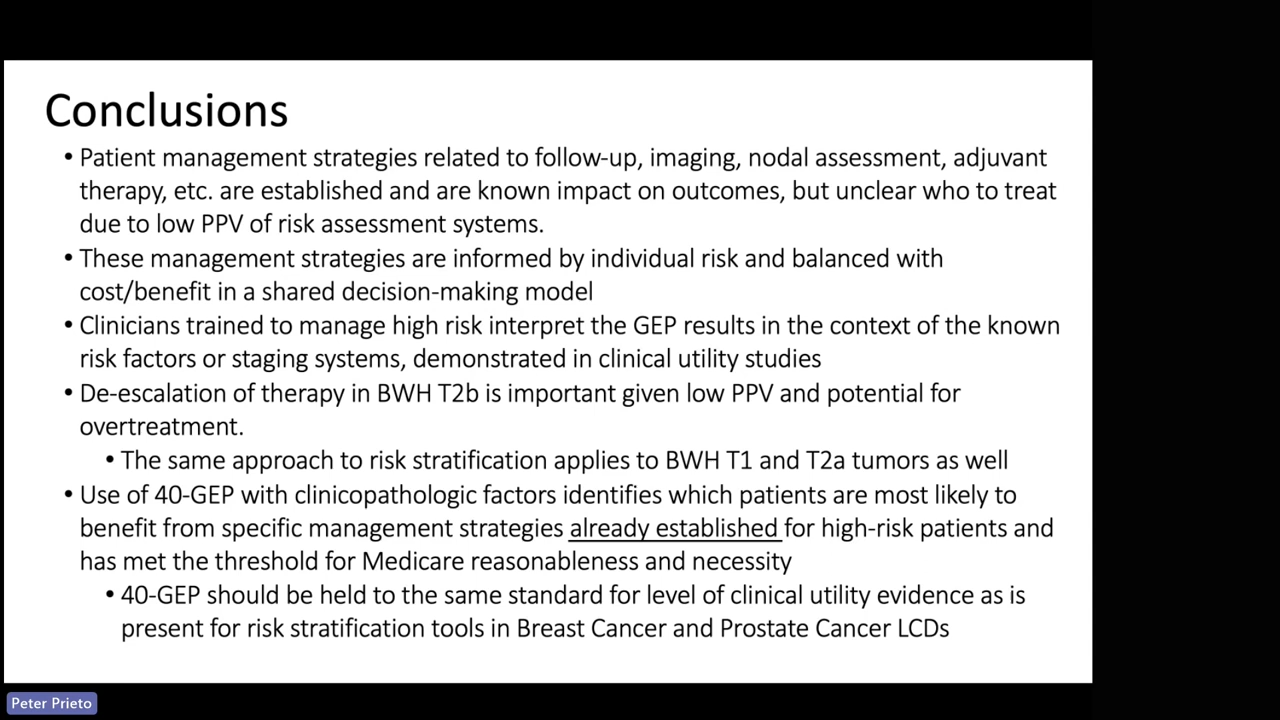 Conclusions
• Patient management strategies related to follow-up, imaging, nodal assessment, adjuvant
therapy, etc. are established and are known impact on outcomes, but unclear who to treat
due to low PPV of risk assessment systems.
• These management strategies are informed by individual risk and balanced with
cost/benefit in a shared decision-making model
• Clinicians trained to manage high risk interpret the GEP results in the context of the known
risk factors or staging systems, demonstrated in clinical utility studies
• De-escalation of therapy in BWH T2b is important given low PPV and potential for
overtreatment.
• The same approach to risk stratification applies to BWH T1 and T2a tumors as well
• Use of 40-GEP with clinicopathologic factors identifies which patients are most likely to
benefit from specific management strategies already established for high-risk patients and
has met the threshold for Medicare reasonableness and necessity
• 40-GEP should be held to the same standard for level of clinical utility evidence as is
present for risk stratification tools in Breast Cancer and Prostate Cancer LCDs
Peter Prieto